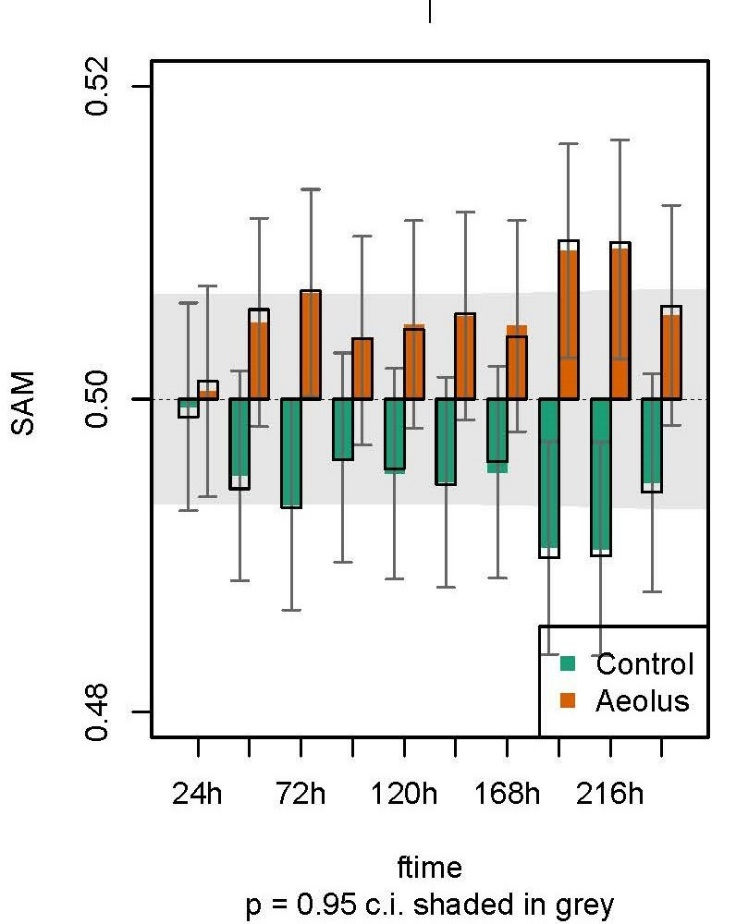 0.52
0.50
0.48
SAM
Control
Aeolus
24h 72h 120h 168h 216h
ftime
p = 0.95 c.i. shaded in grey